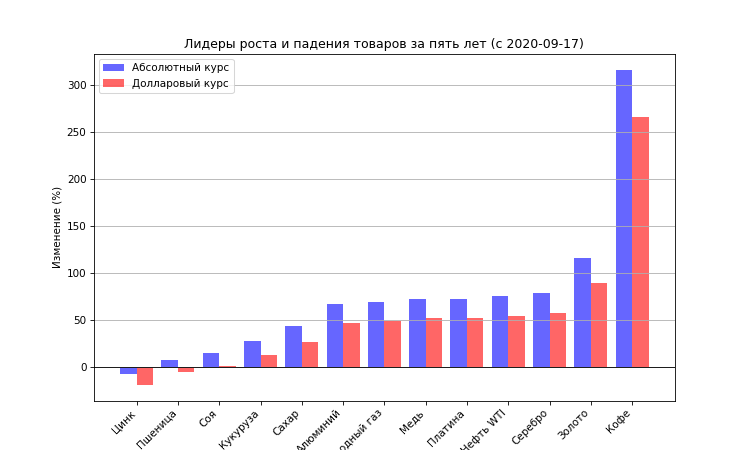 Лидеры роста и падения товаров за пять лет (с 2020-09-17)
Абсолютный курс
Долларовый курс
Изменение (%)
300
250
200
150
100
50
0
Цинк
Пшеница
Соя
Кукуруза
Сахар
Алюминий
газ
Медь
Платина
Нефть WTI
Серебро
Золото
Кофе